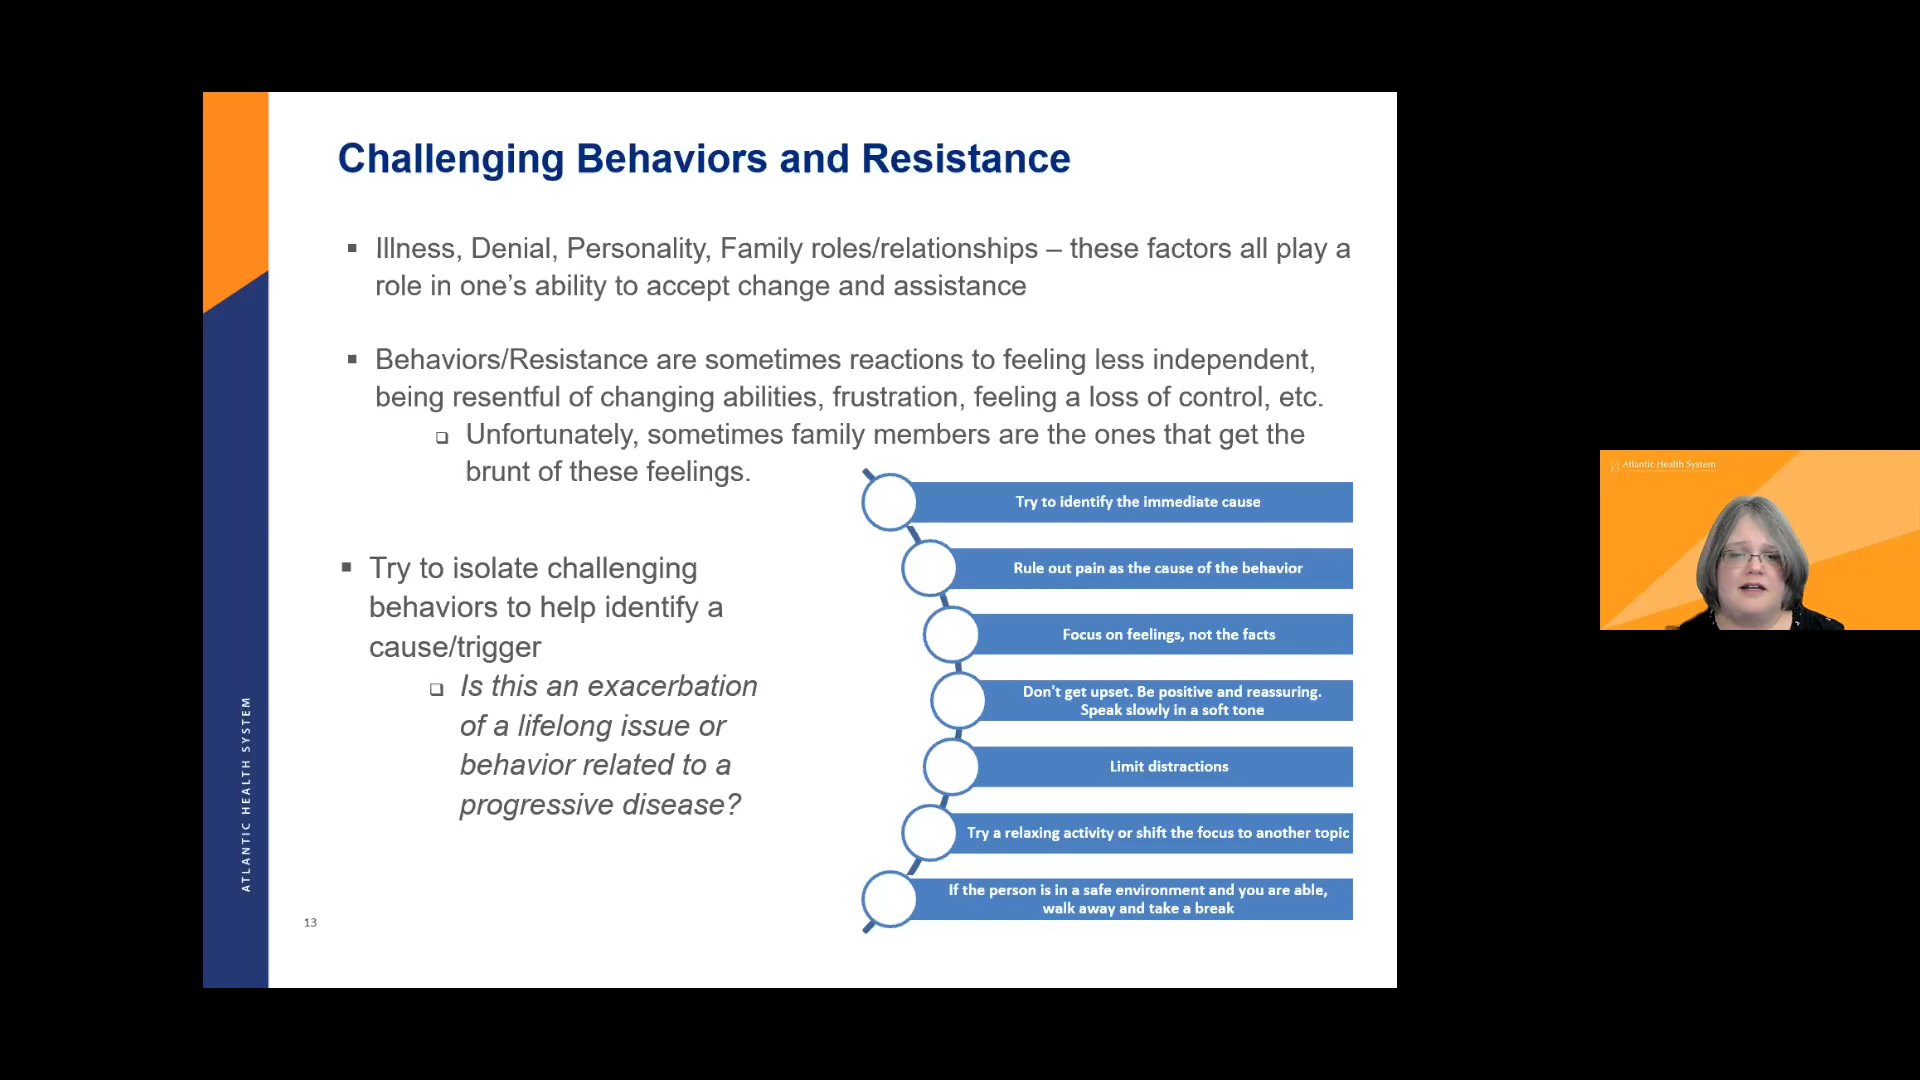 Challenging Behaviors and Resistance
Illness, Denial, Personality, Family roles/relationships – these factors all play a
role in one’s ability to accept change and assistance
Behaviors/Resistance are sometimes reactions to feeling less independent,
being resentful of changing abilities, frustration, feeling a loss of control, etc.
Unfortunately, sometimes family members are the ones that get the
brunt of these feelings.
Try to isolate challenging
behaviors to help identify a
cause/trigger
Is this an exacerbation
of a lifelong issue or
behavior related to a
progressive disease?
Try to identify the immediate cause
Rule out pain as the cause of the behavior
Focus on feelings, not the facts
Don't get upset. Be positive and reassuring.
Speak slowly in a soft tone
Limit distractions
Try a relaxing activity or shift the focus to another topic
If the person is in a safe environment and you are able,
walk away and take a break
ATLANTIC HEALTH SYSTEM
13
Atlantic Health System